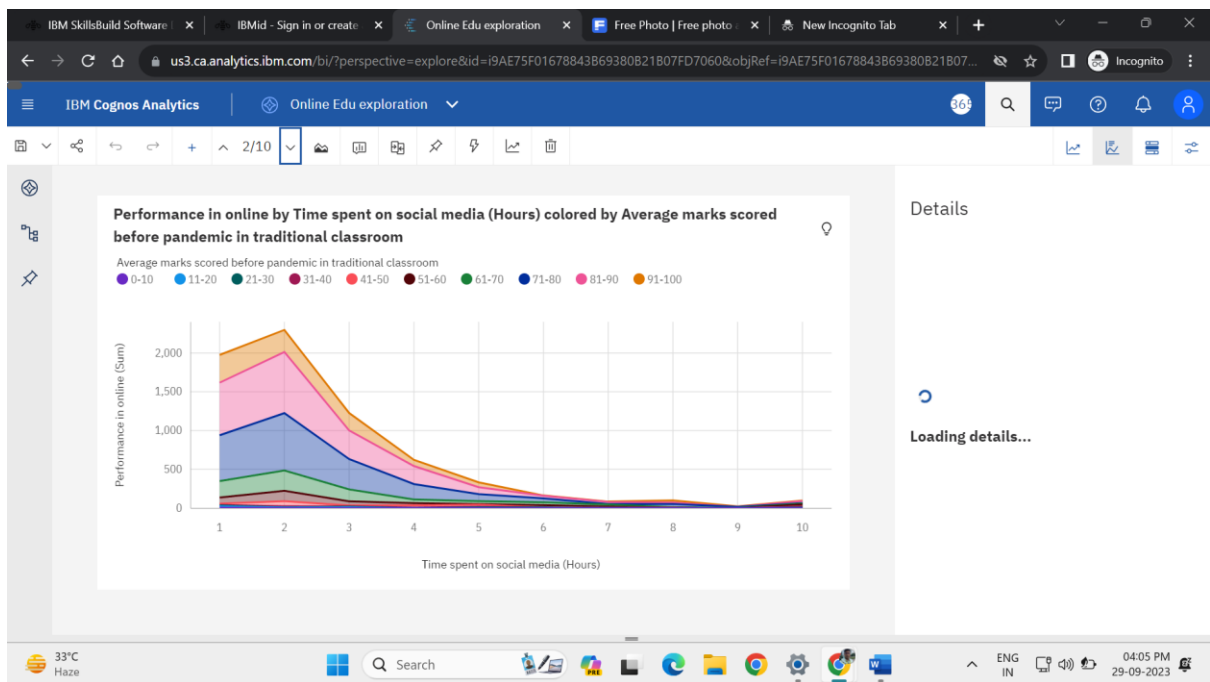 IBM SkillsBuild Software
IBMid - Sign in or create
Online Edu exploration
Free Photo | Free photo
New Incognito Tab
us3.ca.analytics.ibm.com/bi/?perspective=explore&id=i9AE75F01678843B69380B21B07FD7060&objRef=i9AE75F01678843B69380B21B07...
Incognito
IBM Cognos Analytics
Online Edu exploration
365
2/10
Performance in online by Time spent on social media (Hours) colored by Average marks scored
before pandemic in traditional classroom
Average marks scored before pandemic in traditional classroom
0-10 11-20 21-30 31-40 41-50 51-60 61-70 71-80 81-90 91-100
Performance in online (Sum)
2,000
1,500
1,000
500
0
1 2 3 4 5 6 7 8 9 10
Time spent on social media (Hours)
Details
Loading details...
33°C
Haze
Search
PRE
ENG
IN
04:05 PM
29-09-2023